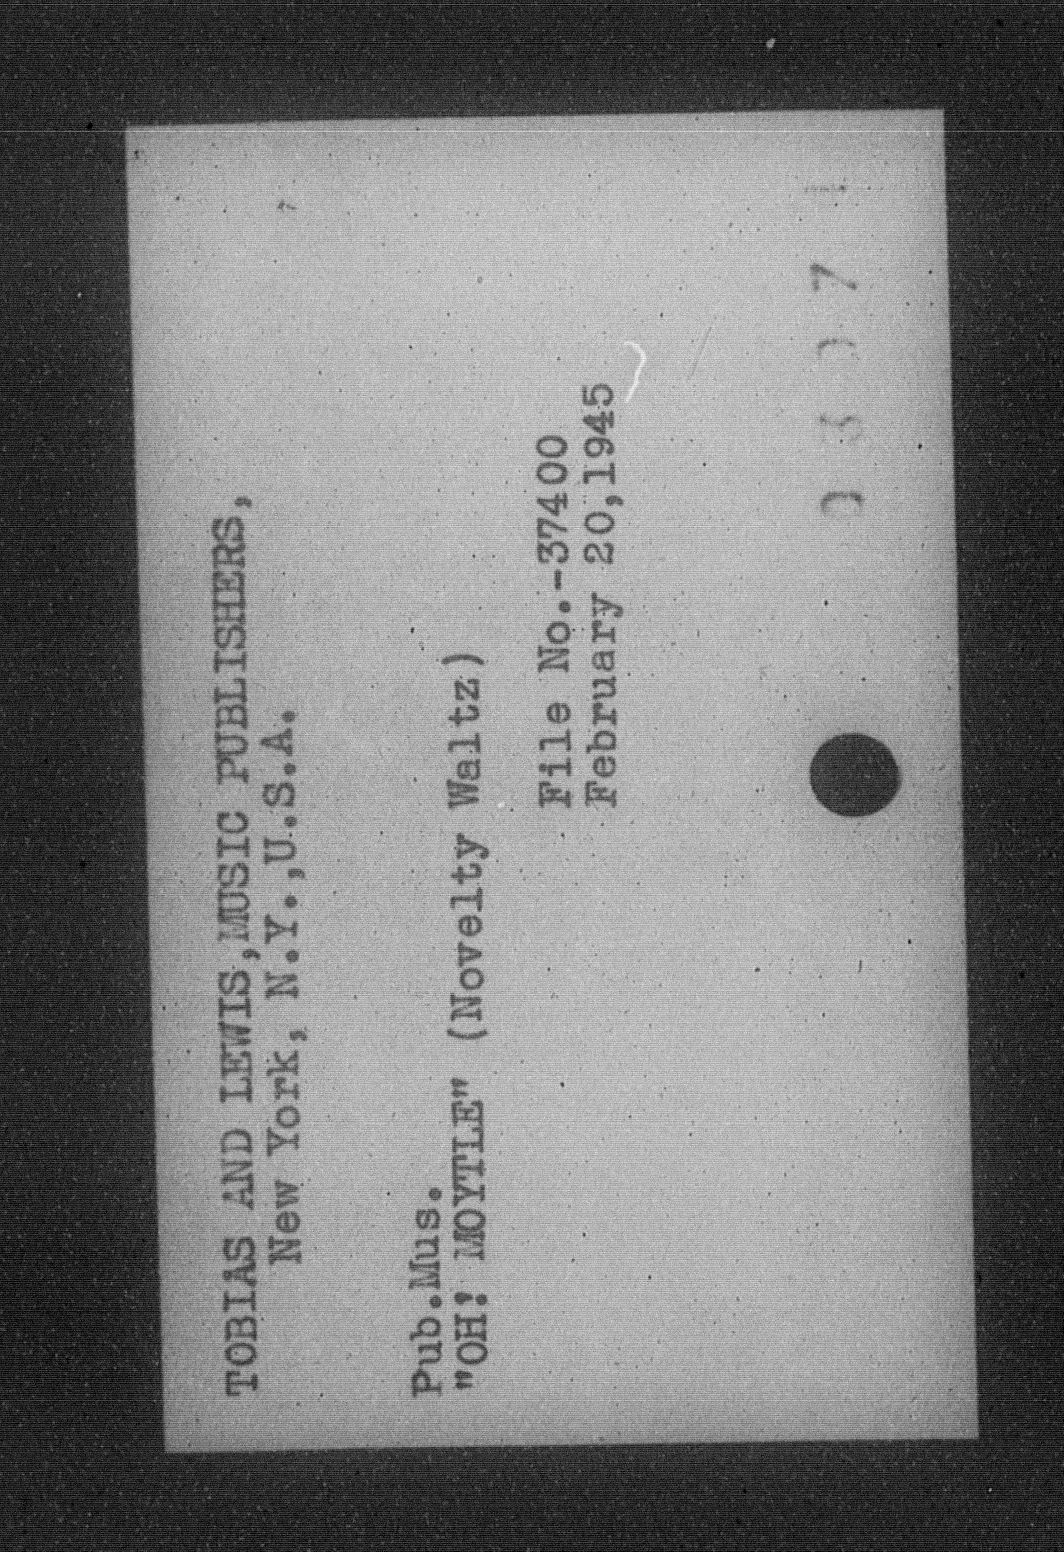 TOBIAS AND LEWIS,MUSIC PUBLISHERS,
New York, N.Y.,U.S.A.
Pub.Mus.
"OH! MOYTLE" (Novelty Waltz)
File No.-37400
February 20,1945